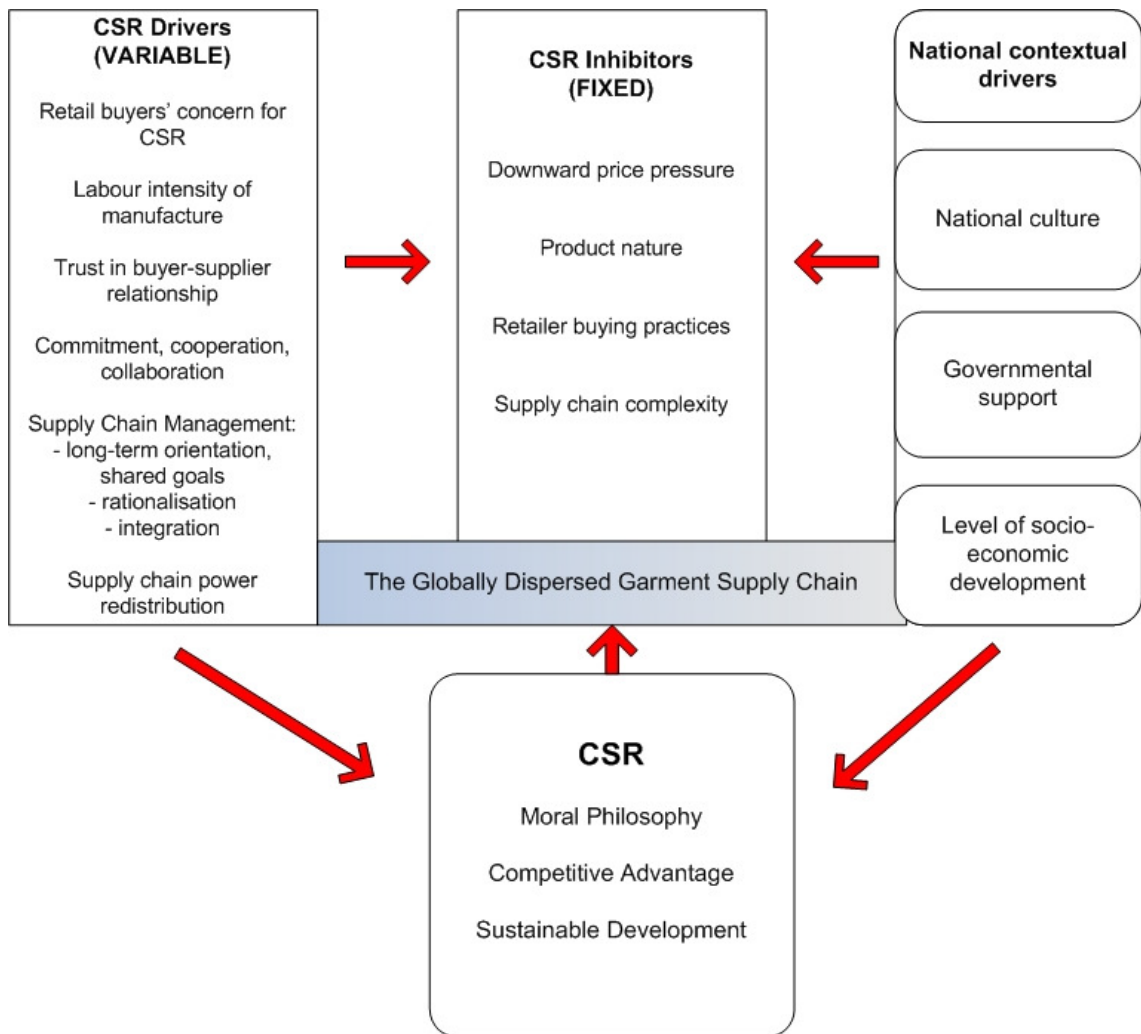 CSR Drivers
(VARIABLE)
Retail buyers' concern for
CSR
Labour intensity of
manufacture
Trust in buyer-supplier
relationship
Commitment, cooperation,
collaboration
Supply Chain Management:
- long-term orientation,
shared goals
- rationalisation
- integration
Supply chain power
redistribution
CSR Inhibitors
(FIXED)
Downward price pressure
Product nature
Retailer buying practices
Supply chain complexity
National contextual
drivers
National culture
Governmental
support
Level of socio-
economic
development
The Globally Dispersed Garment Supply Chain
CSR
Moral Philosophy
Competitive Advantage
Sustainable Development